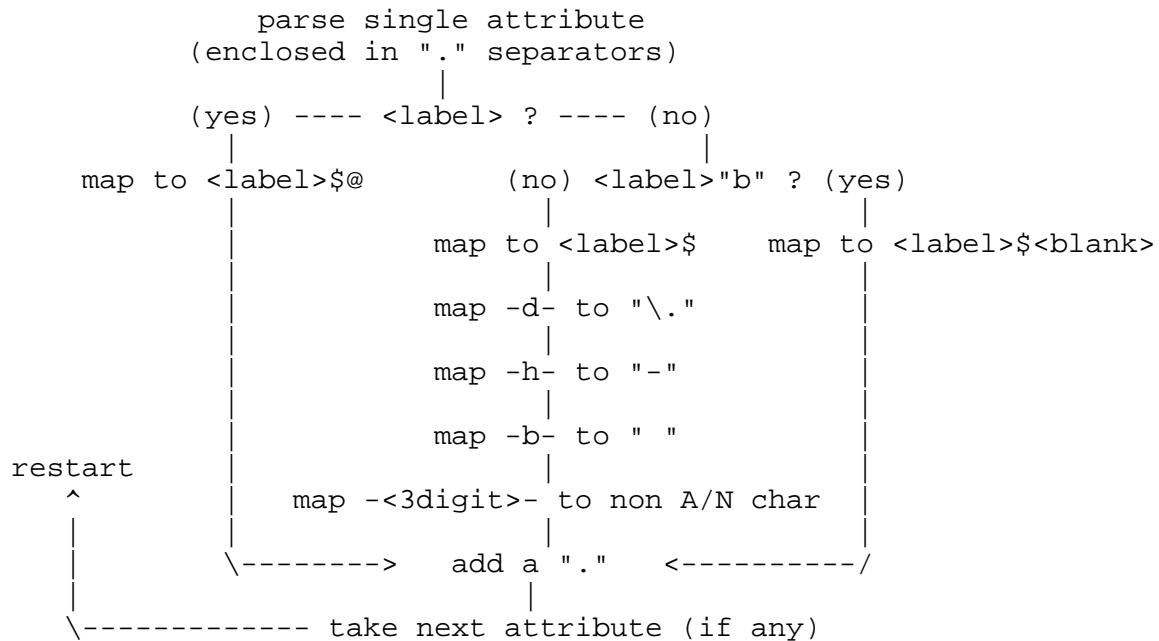 parse single attribute
(enclosed in "." separators)
(yes) ---- <label> ? ---- (no)
map to <label>$@ (no) <label>"b" ? (yes)
map to <label>$ map to <label>$<blank>
map -d- to "\."
map -h- to "-"
map -b- to " "
restart
map -<3digit>- to non A/N char
\--------> add a "." <----------/
\------------- take next attribute (if any)